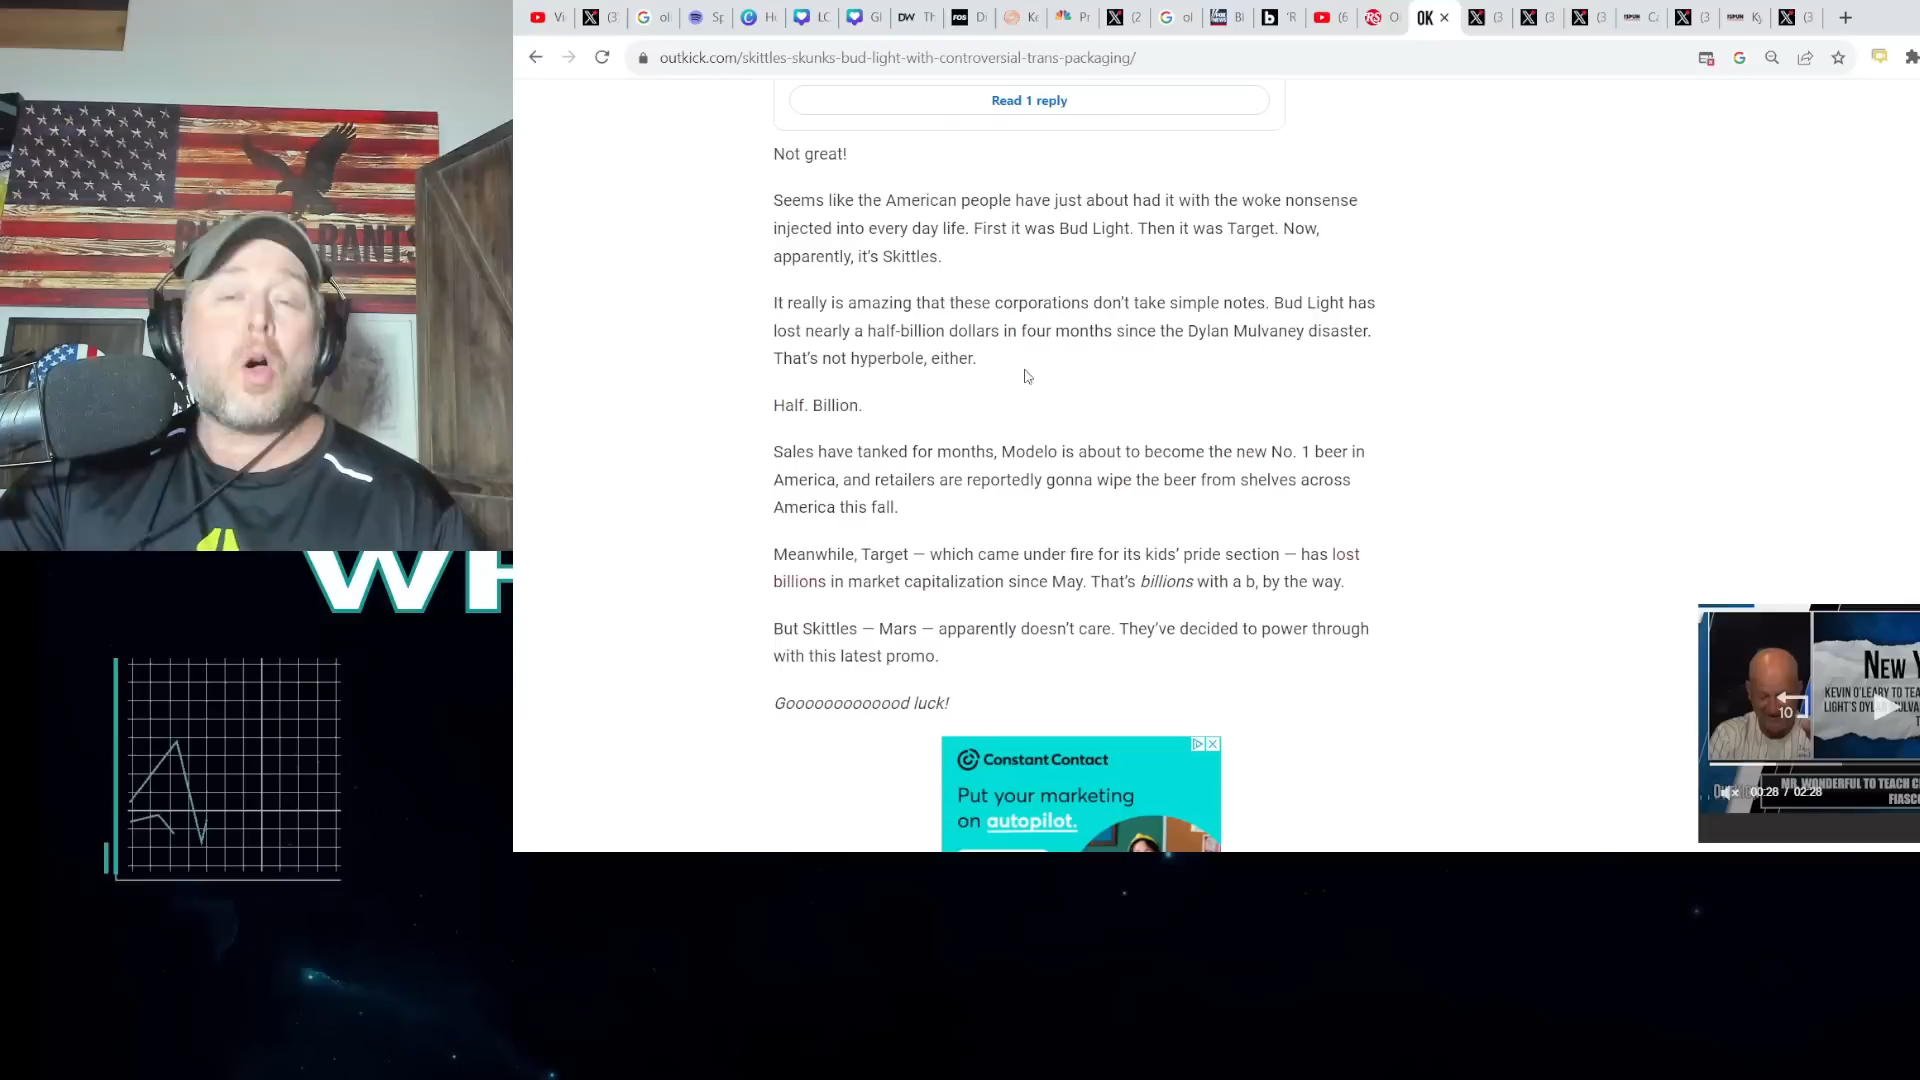 outkick.com/skittles-skunks-bud-light-with-controversial-trans-packaging/
Read 1 reply
Not great!
Seems like the American people have just about had it with the woke nonsense
injected into every day life. First it was Bud Light. Then it was Target. Now,
apparently, it's Skittles.
It really is amazing that these corporations don't take simple notes. Bud Light has
lost nearly a half-billion dollars in four months since the Dylan Mulvaney disaster.
That's not hyperbole, either.
Half. Billion.
Sales have tanked for months, Modelo is about to become the new No. 1 beer in
America, and retailers are reportedly gonna wipe the beer from shelves across
America this fall.
Meanwhile, Target — which came under fire for its kids' pride section — has lost
billions in market capitalization since May. That's billions with a b, by the way.
But Skittles — Mars — apparently doesn't care. They've decided to power through
with this latest promo.
Gooooooooooood luck!
Constant Contact
Put your marketing
on autopilot.
NEW Y
KEVIN O'LEARY TO TEA
LIGHT'S DYL
10
MR. WONDERFUL TO TEACH C
00:28 / 02:28
FIASC
WH